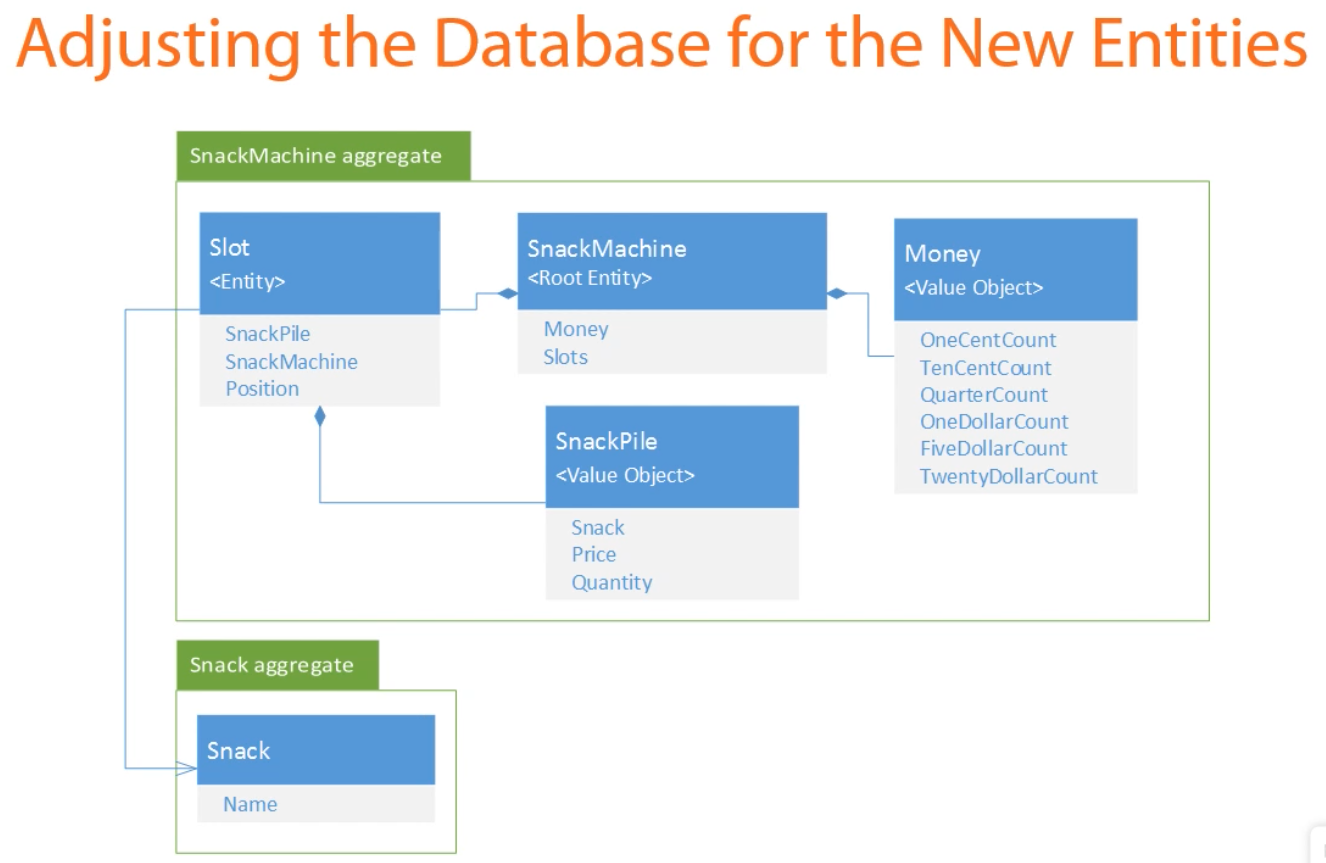 Adjusting the Database for the New Entities
SnackMachine aggregate
Slot
<Entity>
SnackPile
SnackMachine
Position
SnackMachine
<Root Entity>
Money
Slots
Money
<Value Object>
OneCentCount
TenCentCount
QuarterCount
OneDollarCount
FiveDollarCount
TwentyDollarCount
SnackPile
<Value Object>
Snack
Price
Quantity
Snack aggregate
Snack
Name